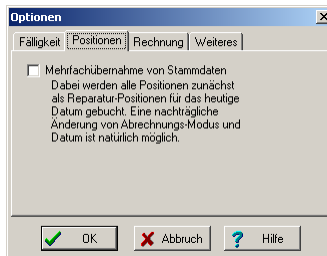 Optionen
Fälligkeit Positionen Rechnung Weiteres
Mehrfachübernahme von Stammdaten
Dabei werden alle Positionen zunächst
als Reparatur-Positionen für das heutige
Datum gebucht. Eine nachträgliche
Änderung von Abrechnungs-Modus und
Datum ist natürlich möglich.
OK Abbruch Hilfe